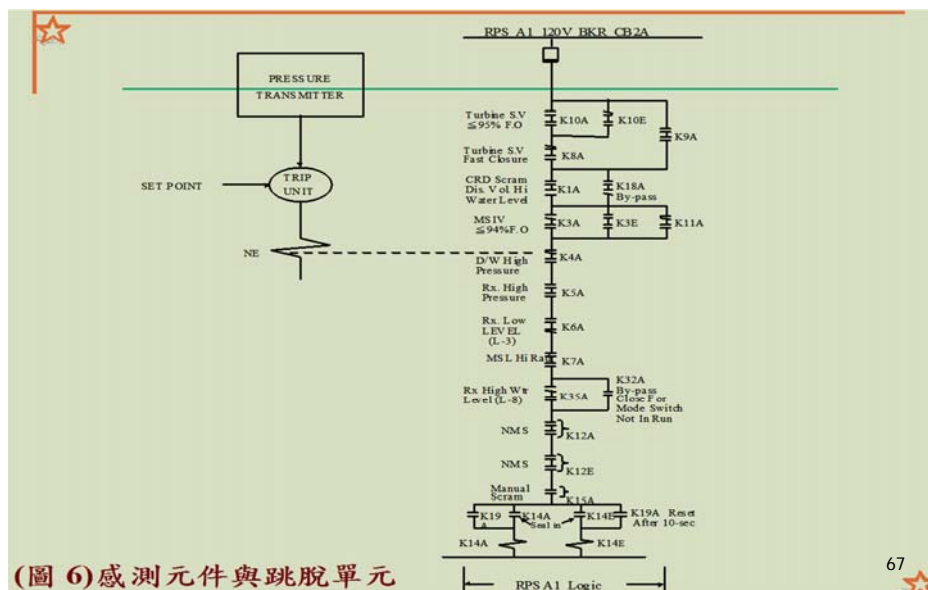 RPS A1 120V BKR CB2A
PRESSURE
TRANSMITTER
SET POINT
TRIP
UNIT
NE
Turbine S.V
≦95% F.O
K10A
K10E
K9A
Turbine S.V
Fast Closure
K8A
CRD Scram
Dis. Vol Hi
Water Level
K1A
K18A
By-pass
MSIV
≦94%F.O
K3A
K3E
K11A
D/W High
Pressure
K4A
Rx. High
Pressure
K5A
Rx. Low
LEVEL
(L-3)
K6A
MSL Hi Rad
K7A
Rx High Wtr
Level (L-8)
K35A
K32A
By-pass
Close For
Mode Switch
Not In Run
NMS
K12A
NMS
K12E
Manual
Scram
K15A
K19
A
K14A
Seal in
K14E
K19A Reset
After 10-sec
K14A
K14E
RPS A1 Logic
(圖 6)感測元件與跳脫單元
67